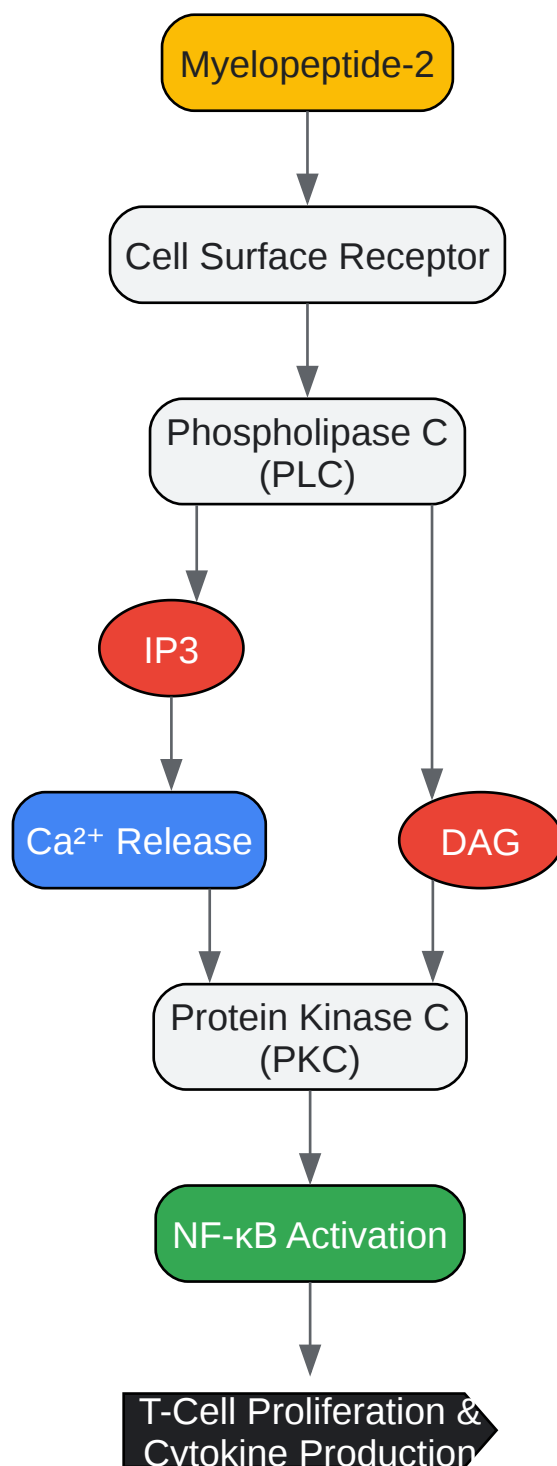 Myelopeptide-2
Cell Surface Receptor
Phospholipase C
(PLC)
IP3
Ca²⁺ Release
DAG
Protein Kinase C
(PKC)
NF-κB Activation
T-Cell Proliferation &
Cytokine Production